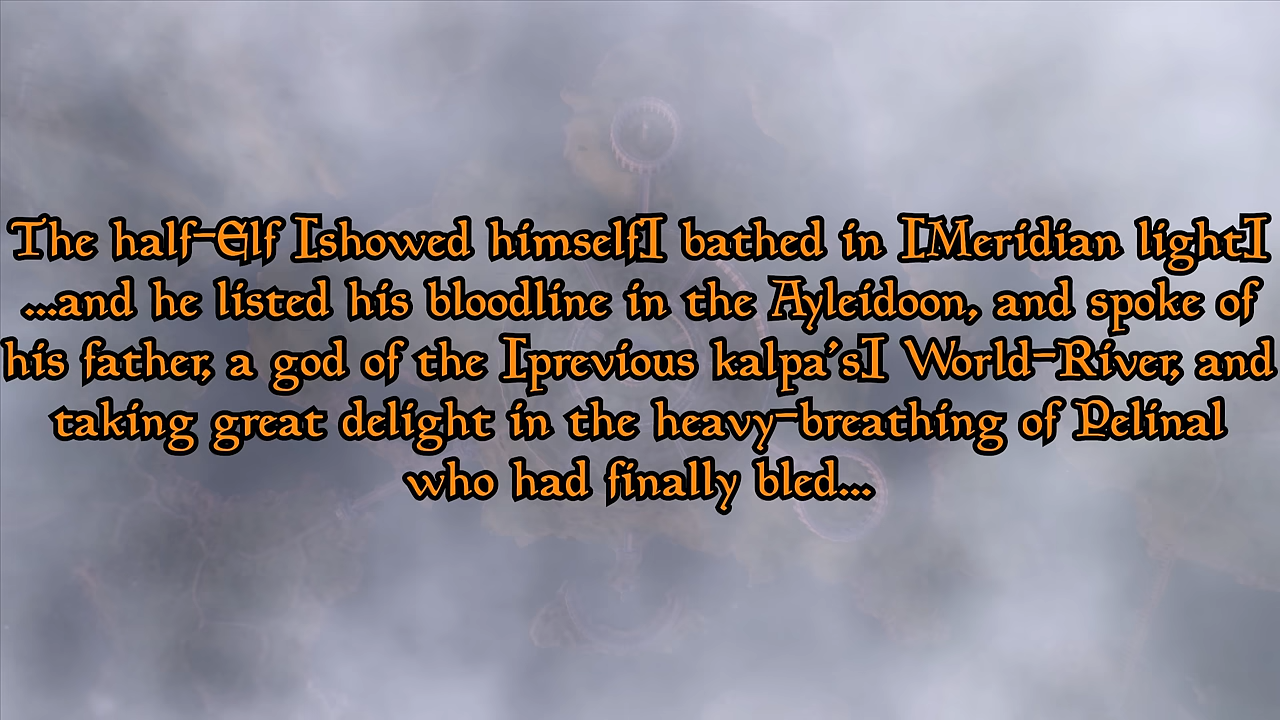 The half-Elf [showed himself] bathed in [Meridian light]
...and he listed his bloodline in the Ayleidoon, and spoke of
his father, a god of the [previous kalpa's] World-River, and
taking great delight in the heavy-breathing of Pelinal
who had finally bled...